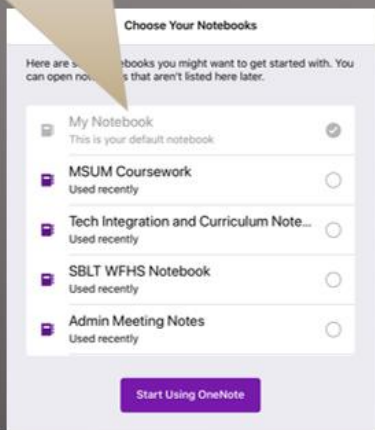 Choose Your Notebooks
Here are s ebooks you might want to get started with. You
can open no s that aren't listed here later.
My Notebook
This is your default notebook
MSUM Coursework
Used recently
Tech Integration and Curriculum Note...
Used recently
SBLT WFHS Notebook
Used recently
Admin Meeting Notes
Used recently
Start Using OneNote